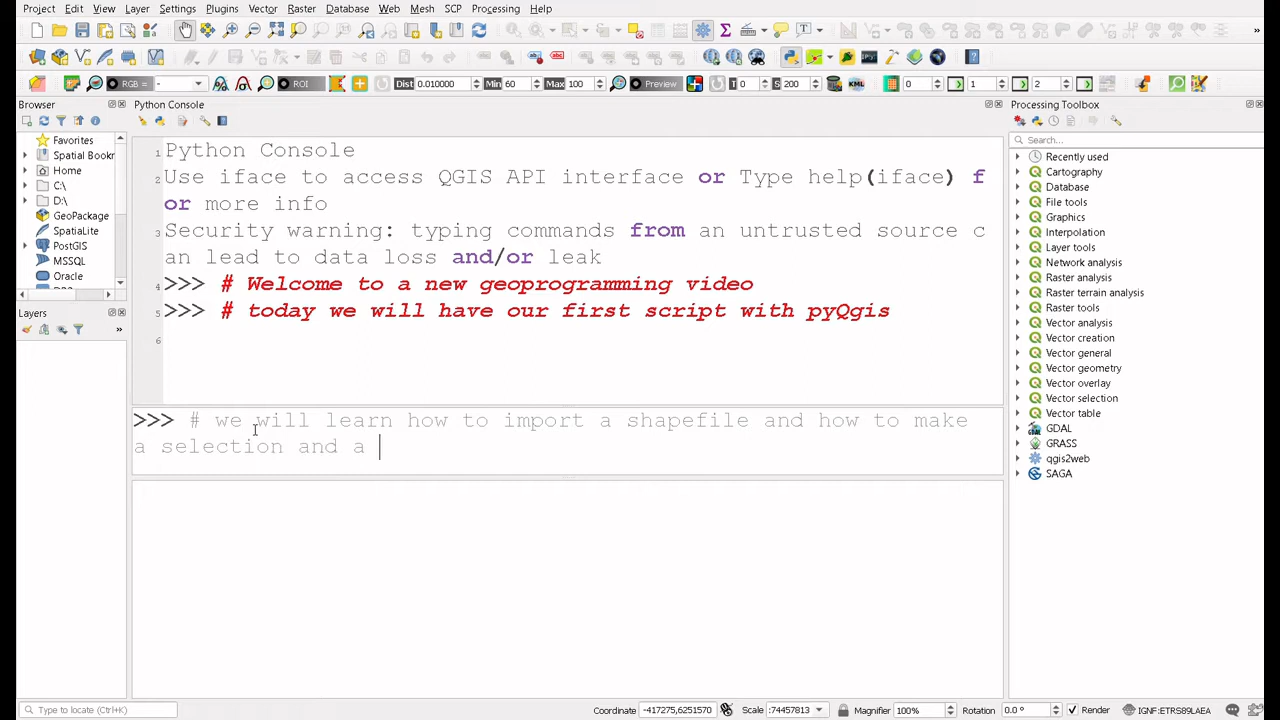 Project Edit View Layer Settings Plugins Vector Raster Database Web Mesh SCP Processing Help
RGB = - ROI Dist 0.010000 Min 60 Max 100 Preview T 0 S 200 KML 0 1 2
Browser
Favorites
Spatial Bookr
Home
C:\
D:\
GeoPackage
SpatiaLite
PostGIS
MSSQL
Oracle
Layers
»
Python Console
1 Python Console
2 Use iface to access QGIS API interface or Type help(iface) f
or more info
3 Security warning: typing commands from an untrusted source c
an lead to data loss and/or leak
4 >>> # Welcome to a new geoprogramming video
5 >>> # today we will have our first script with pyQgis
6
>>> # we will learn how to import a shapefile and how to make
a selection and a
Processing Toolbox
Search...
Recently used
Cartography
Database
File tools
Graphics
Interpolation
Layer tools
Network analysis
Raster analysis
Raster terrain analysis
Raster tools
Vector analysis
Vector creation
Vector general
Vector geometry
Vector overlay
Vector selection
Vector table
GDAL
GRASS
qgis2web
SAGA
Type to locate (Ctrl+K) Coordinate -417275,6251570 Scale :74457813 Magnifier 100% Rotation 0.0 ° Render IGNF:ETRS89LAEA